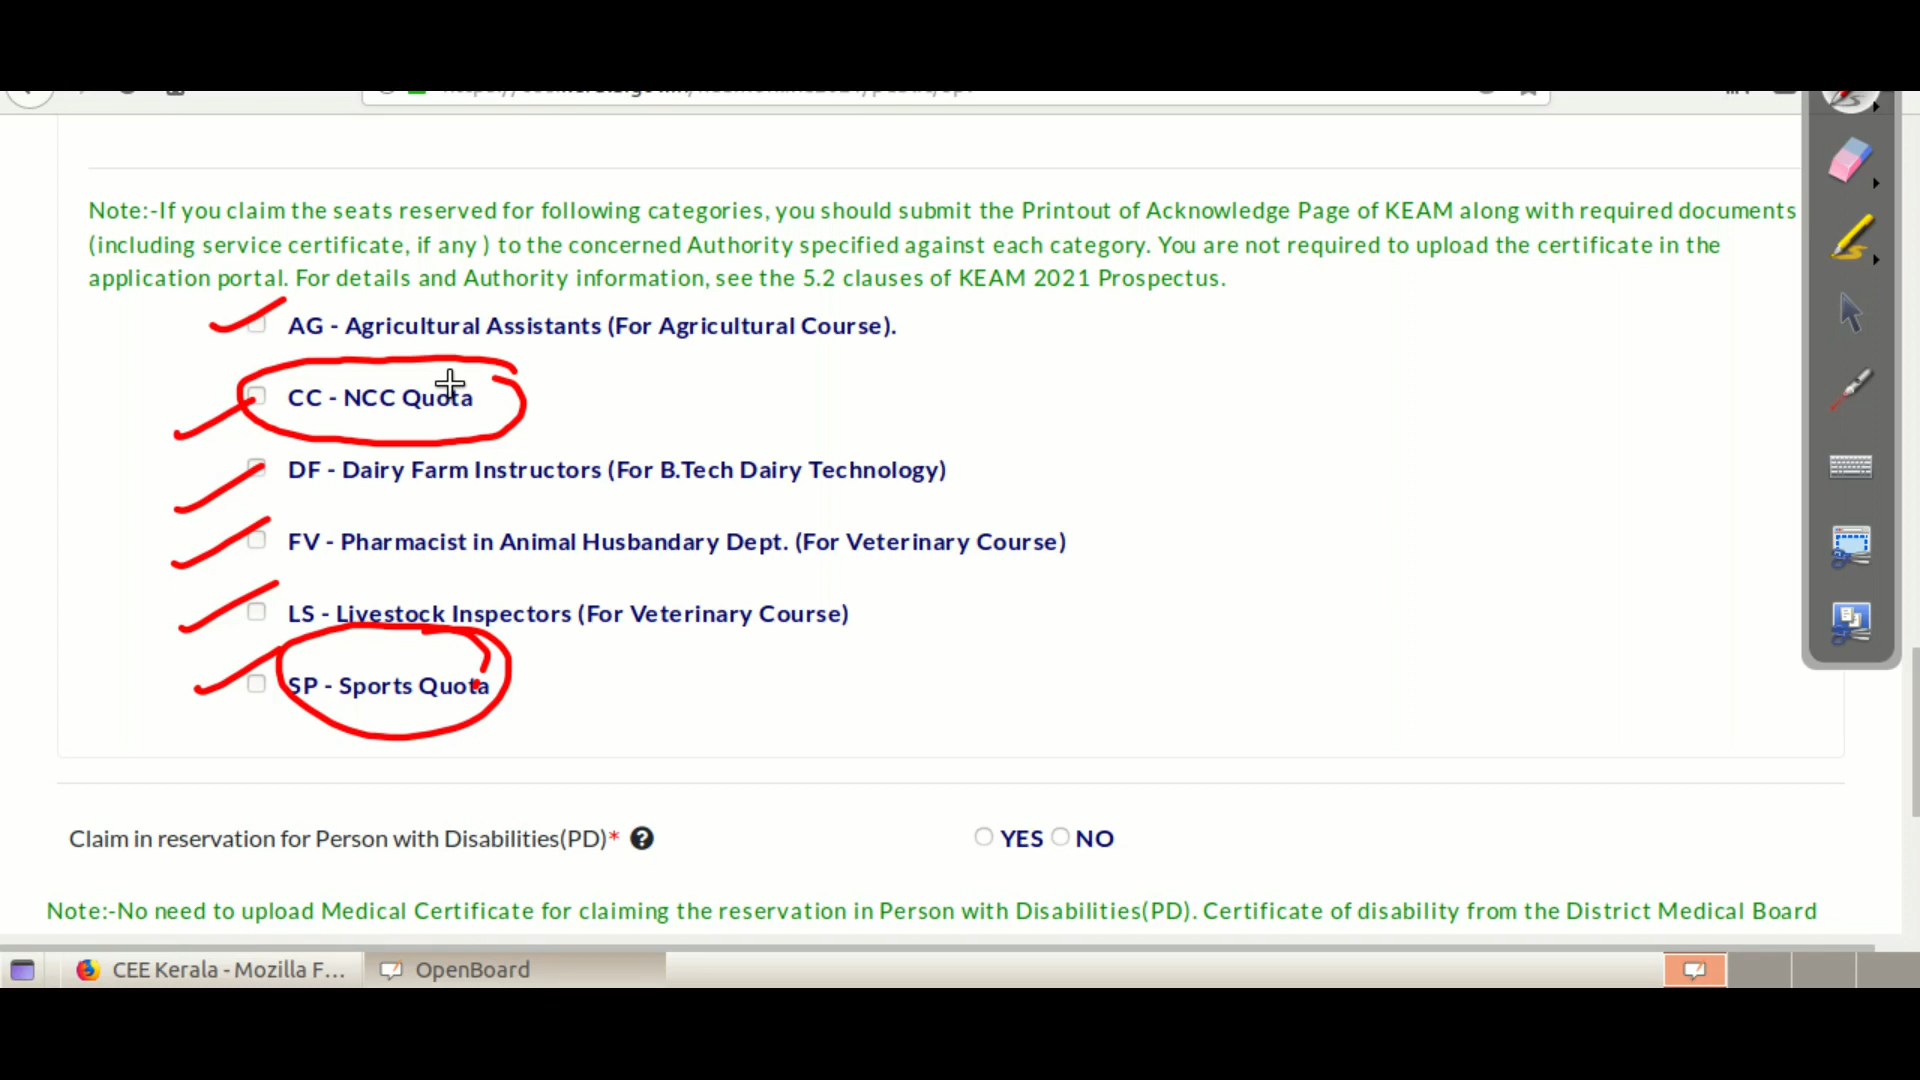 Note:-If you claim the seats reserved for following categories, you should submit the Printout of Acknowledge Page of KEAM along with required documents
(including service certificate, if any ) to the concerned Authority specified against each category. You are not required to upload the certificate in the
application portal. For details and Authority information, see the 5.2 clauses of KEAM 2021 Prospectus.
AG - Agricultural Assistants (For Agricultural Course).
CC - NCC Quota
DF - Dairy Farm Instructors (For B.Tech Dairy Technology)
FV - Pharmacist in Animal Husbandary Dept. (For Veterinary Course)
LS - Livestock Inspectors (For Veterinary Course)
SP - Sports Quota
Claim in reservation for Person with Disabilities(PD)* ? YES NO
Note:-No need to upload Medical Certificate for claiming the reservation in Person with Disabilities(PD). Certificate of disability from the District Medical Board
CEE Kerala - Mozilla F... OpenBoard